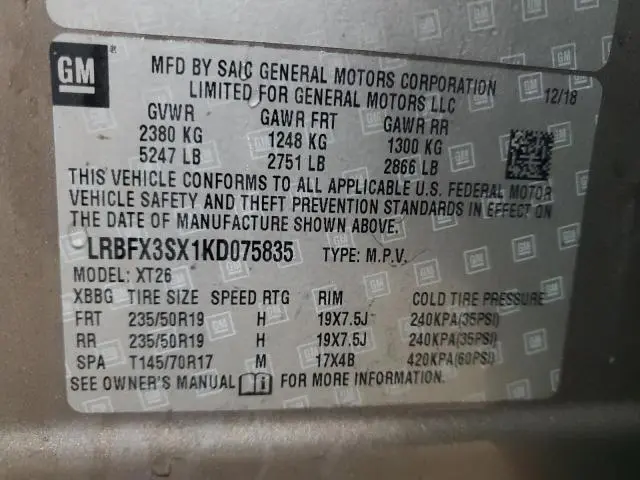 GM
®
MFD BY SAIC GENERAL MOTORS CORPORATION
LIMITED FOR GENERAL MOTORS LLC
12/18
GVWR GAWR FRT GAWR RR
2380 KG 1248 KG 1300 KG
5247 LB 2751 LB 2866 LB
THIS VEHICLE CONFORMS TO ALL APPLICABLE U.S. FEDERAL MOTOR
VEHICLE SAFETY AND THEFT PREVENTION STANDARDS IN EFFECT ON
THE DATE OF MANUFACTURE SHOWN ABOVE.
LRBFX3SX1KD075835 TYPE: M.P.V.
MODEL: XT26
XBBG TIRE SIZE SPEED RTG RIM COLD TIRE PRESSURE
FRT 235/50R19 H 19X7.5J 240KPA(35PSI)
RR 235/50R19 H 19X7.5J 240KPA(35PSI)
SPA T145/70R17 M 17X4B 420KPA(60PSI)
SEE OWNER'S MANUAL i FOR MORE INFORMATION.